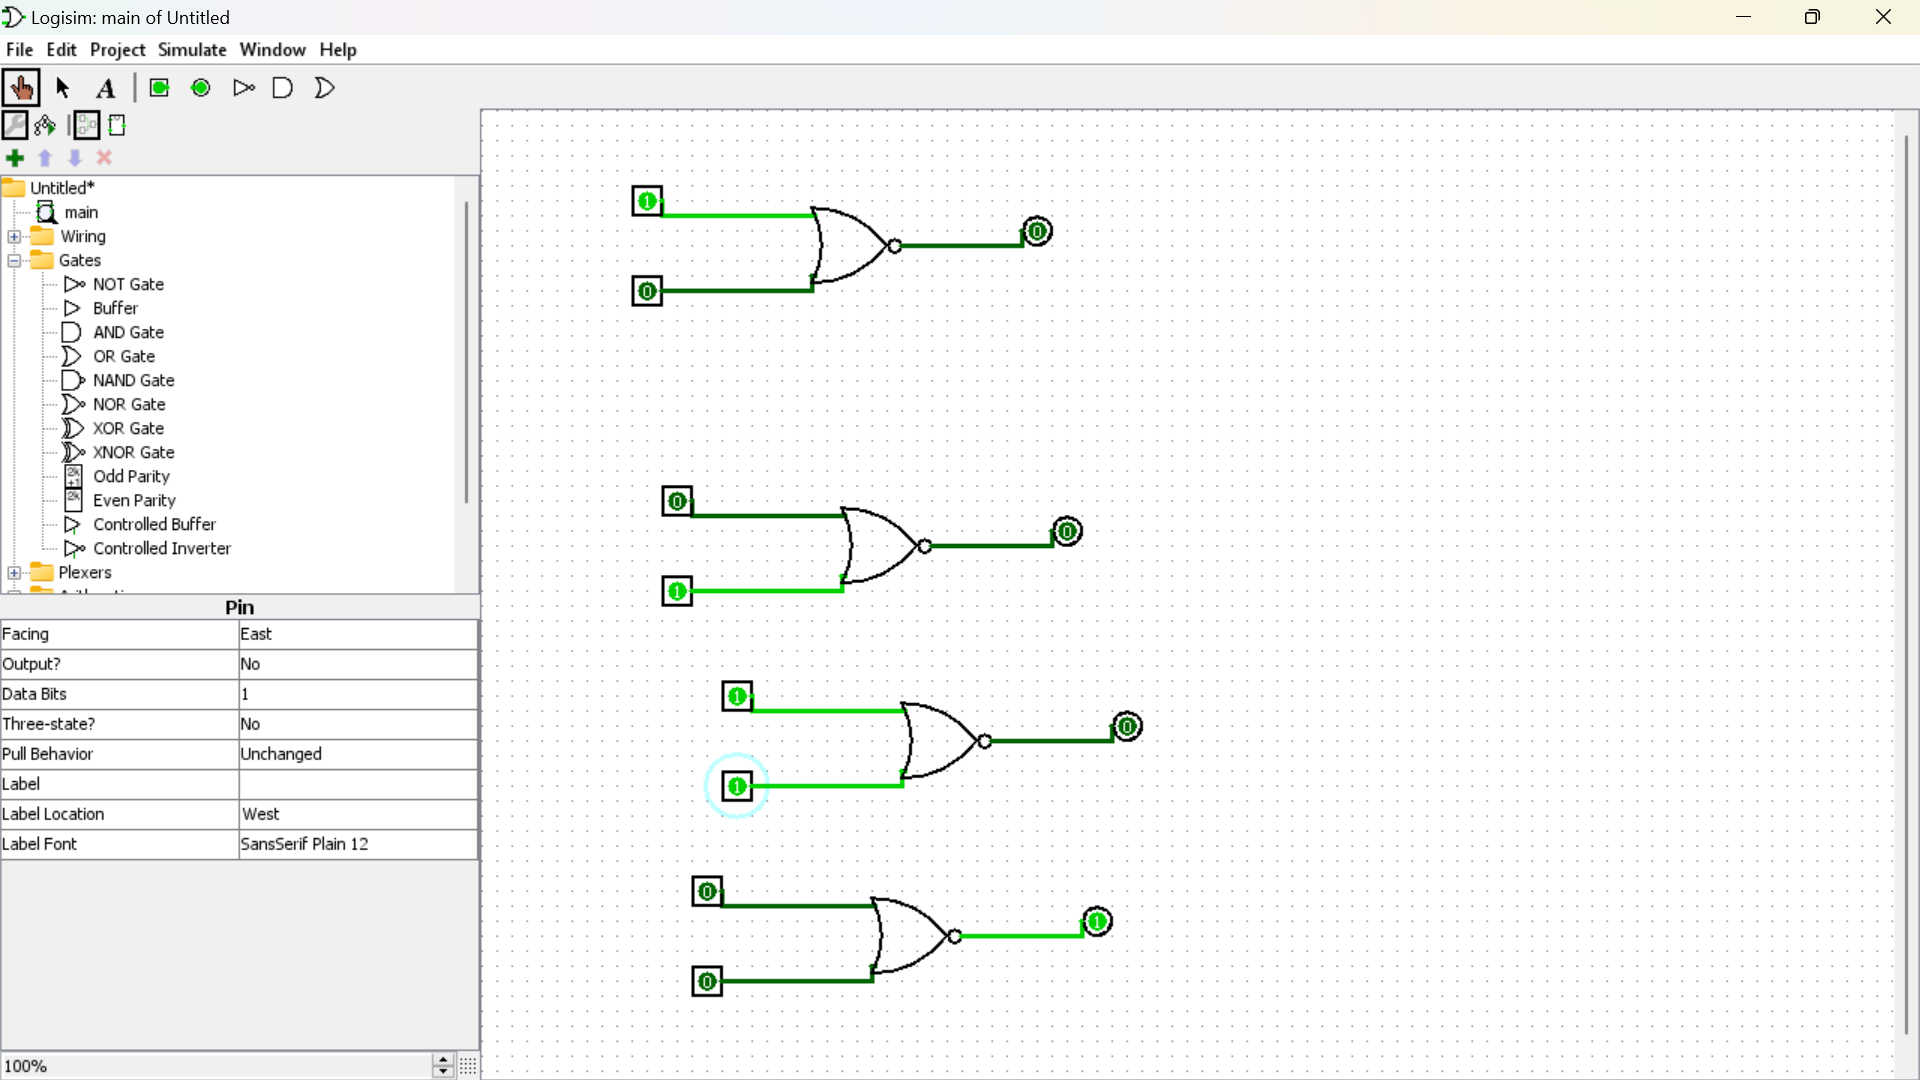 Logisim: main of Untitled
File Edit Project Simulate Window Help
A
Untitled*
main
Wiring
Gates
NOT Gate
Buffer
AND Gate
OR Gate
NAND Gate
NOR Gate
XOR Gate
XNOR Gate
2k+1 Odd Parity
2k Even Parity
Controlled Buffer
Controlled Inverter
Plexers
Pin
Facing East
Output? No
Data Bits 1
Three-state? No
Pull Behavior Unchanged
Label
Label Location West
Label Font SansSerif Plain 12
100%
1
0
0
0
0
1
1
0
1
0
1
0